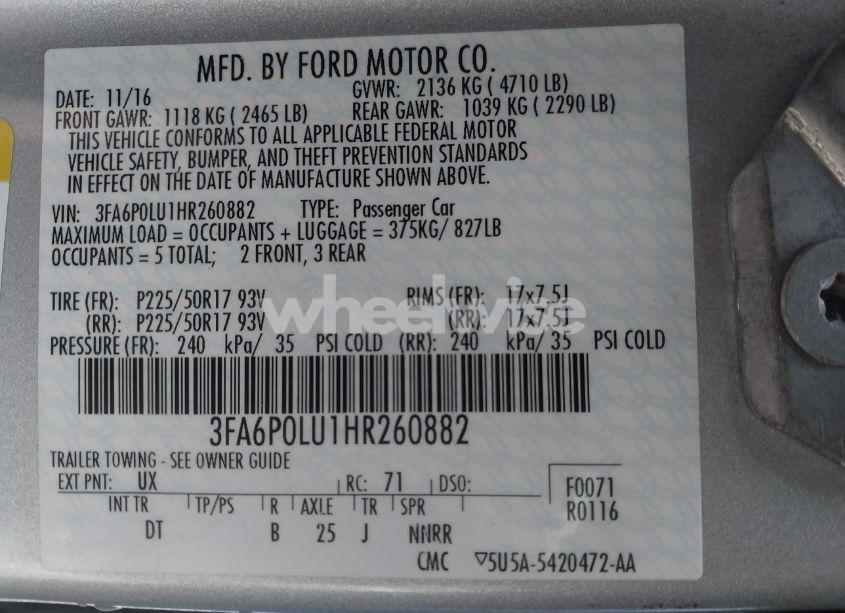 MFD. BY FORD MOTOR CO.
DATE: 11/16 GVWR: 2136 KG ( 4710 LB)
FRONT GAWR: 1118 KG ( 2465 LB) REAR GAWR: 1039 KG ( 2290 LB)
THIS VEHICLE CONFORMS TO ALL APPLICABLE FEDERAL MOTOR
VEHICLE SAFETY, BUMPER, AND THEFT PREVENTION STANDARDS
IN EFFECT ON THE DATE OF MANUFACTURE SHOWN ABOVE.
VIN: 3FA6P0LU1HR260882 TYPE: Passenger Car
MAXIMUM LOAD = OCCUPANTS + LUGGAGE = 375KG/ 827LB
OCCUPANTS = 5 TOTAL; 2 FRONT, 3 REAR
TIRE (FR): P225/50R17 93V RIMS (FR): 17x7.5J
wheelwise
(RR): P225/50R17 93V (RR): 17x7.5J
PRESSURE (FR): 240 kPa/ 35 PSI COLD (RR): 240 kPa/ 35 PSI COLD
3FA6P0LU1HR260882
TRAILER TOWING - SEE OWNER GUIDE
EXT PNT: UX RC: 71 DSO:
F0071
INT TR TP/PS R AXLE TR SPR
R0116
DT B 25 J NNRR
CMC ▽5U5A-5420472-AA